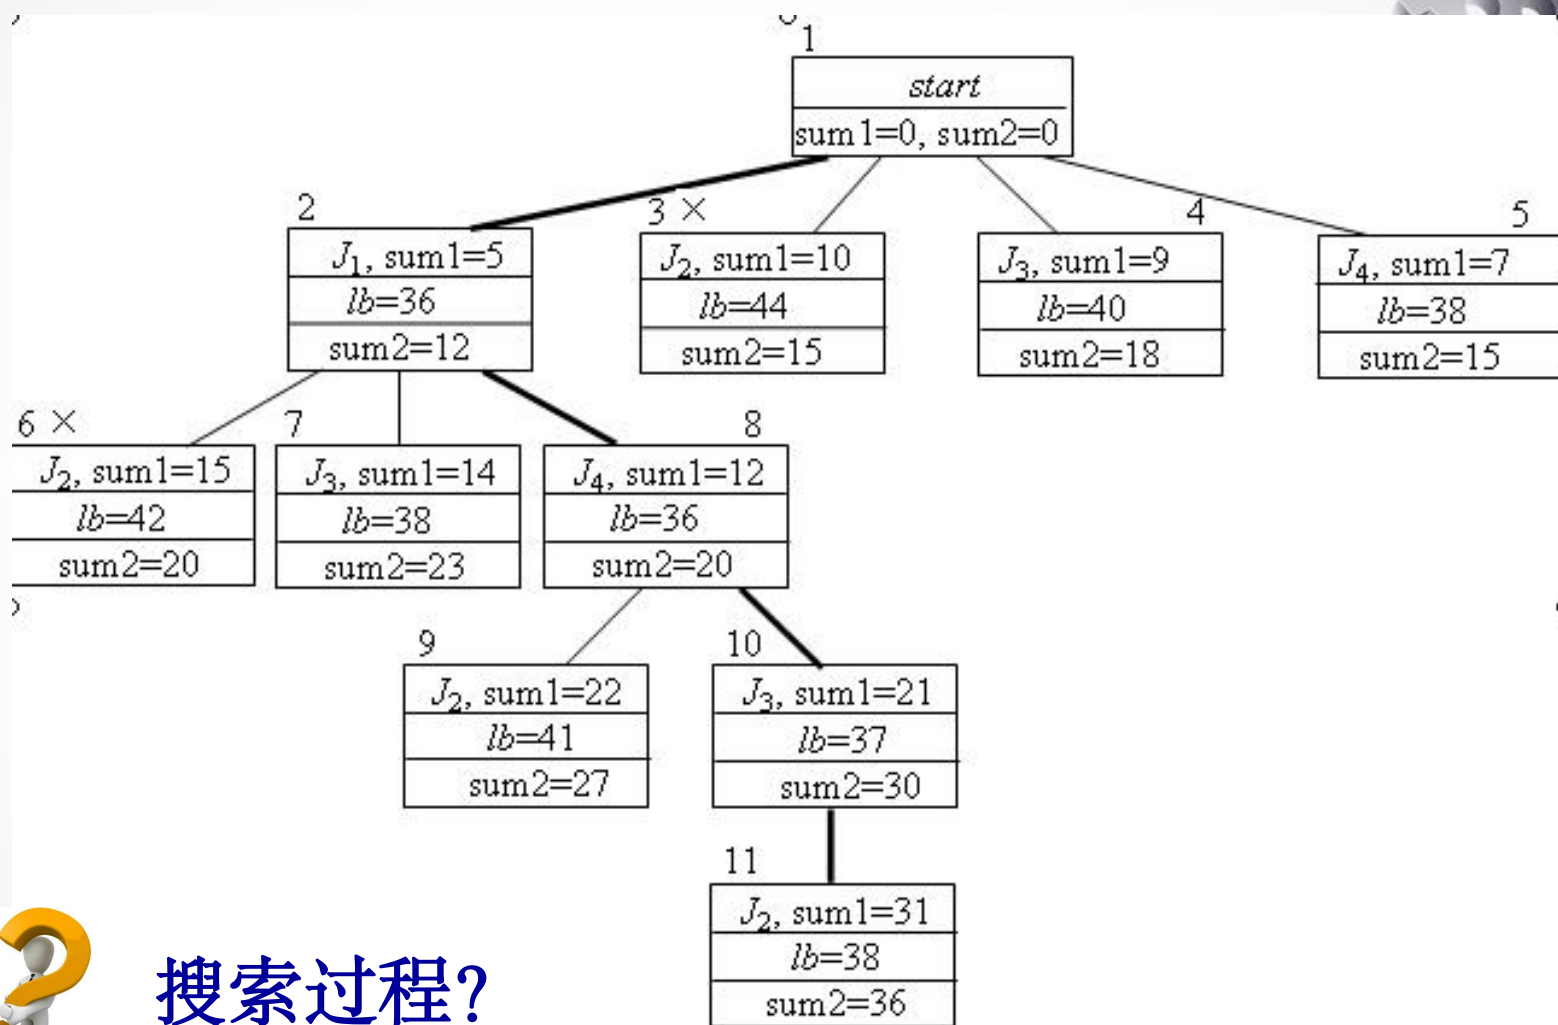 1
start
sum1=0, sum2=0
2
J1, sum1=5
lb=36
sum2=12
3 ×
J2, sum1=10
lb=44
sum2=15
4
J3, sum1=9
lb=40
sum2=18
5
J4, sum1=7
lb=38
sum2=15
6 ×
J2, sum1=15
lb=42
sum2=20
7
J3, sum1=14
lb=38
sum2=23
8
J4, sum1=12
lb=36
sum2=20
9
J2, sum1=22
lb=41
sum2=27
10
J3, sum1=21
lb=37
sum2=30
11
J2, sum1=31
lb=38
sum2=36
搜索过程?